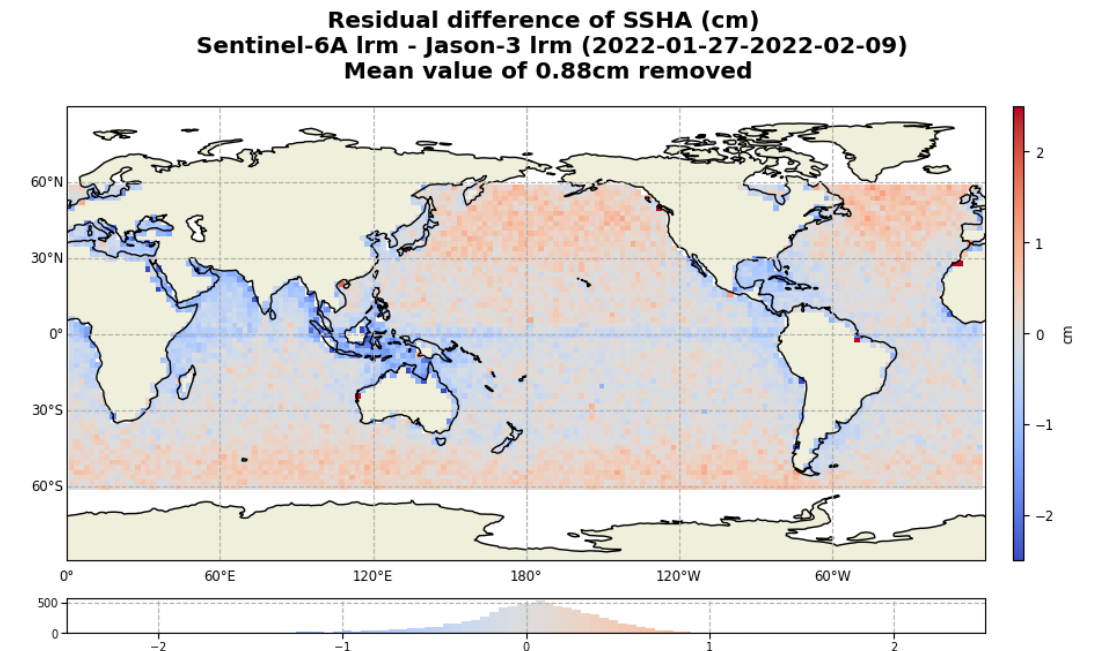 Residual difference of SSHA (cm)
Sentinel-6A lrm - Jason-3 lrm (2022-01-27-2022-02-09)
Mean value of 0.88cm removed
60°N
30°N
0°
30°S
60°S
0° 60°E 120°E 180° 120°W 60°W
2
1
0
−1
−2
cm
500
0
−2 −1 0 1 2